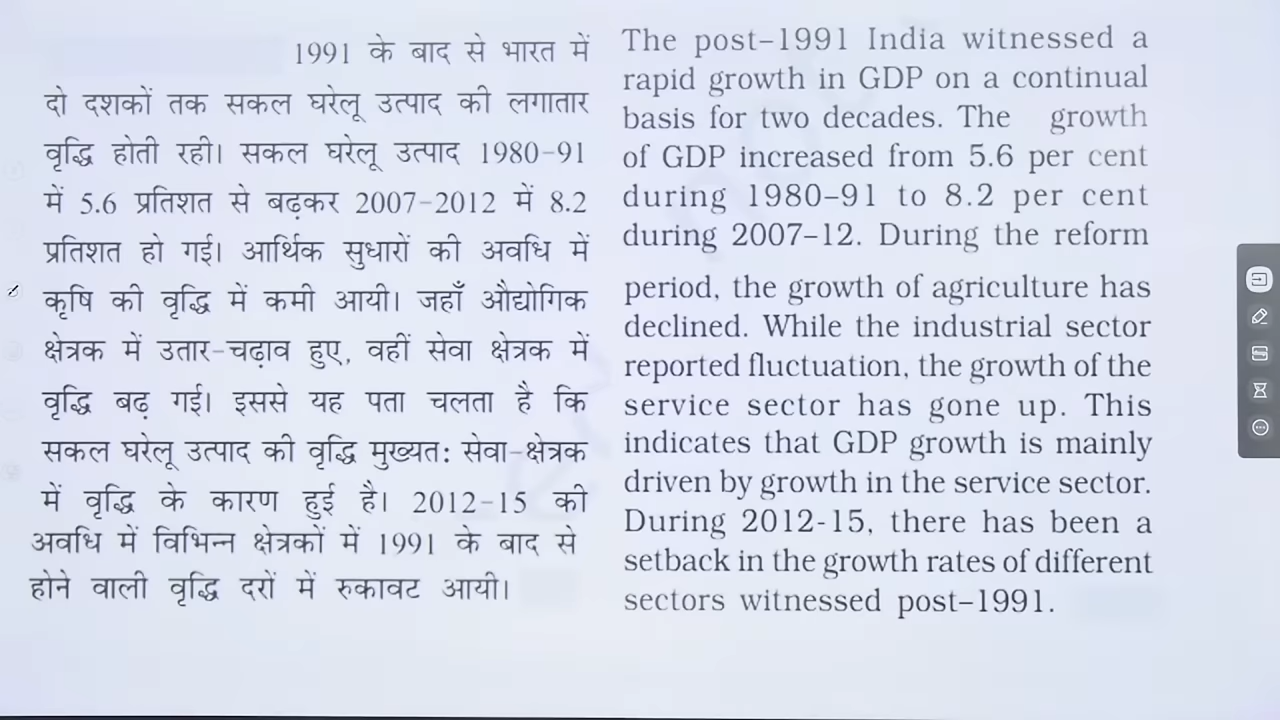 1991 के बाद से भारत में
दो दशकों तक सकल घरेलू उत्पाद की लगातार
वृद्धि होती रही। सकल घरेलू उत्पाद 1980-91
में 5.6 प्रतिशत से बढ़कर 2007-2012 में 8.2
प्रतिशत हो गई। आर्थिक सुधारों की अवधि में
कृषि की वृद्धि में कमी आयी। जहाँ औद्योगिक
क्षेत्रक में उतार-चढ़ाव हुए, वहीं सेवा क्षेत्रक में
वृद्धि बढ़ गई। इससे यह पता चलता है कि
सकल घरेलू उत्पाद की वृद्धि मुख्यत: सेवा-क्षेत्रक
में वृद्धि के कारण हुई है। 2012-15 की
अवधि में विभिन्न क्षेत्रकों में 1991 के बाद से
होने वाली वृद्धि दरों में रुकावट आयी।
The post–1991 India witnessed a
rapid growth in GDP on a continual
basis for two decades. The growth
of GDP increased from 5.6 per cent
during 1980–91 to 8.2 per cent
during 2007–12. During the reform
period, the growth of agriculture has
declined. While the industrial sector
reported fluctuation, the growth of the
service sector has gone up. This
indicates that GDP growth is mainly
driven by growth in the service sector.
During 2012-15, there has been a
setback in the growth rates of different
sectors witnessed post–1991.